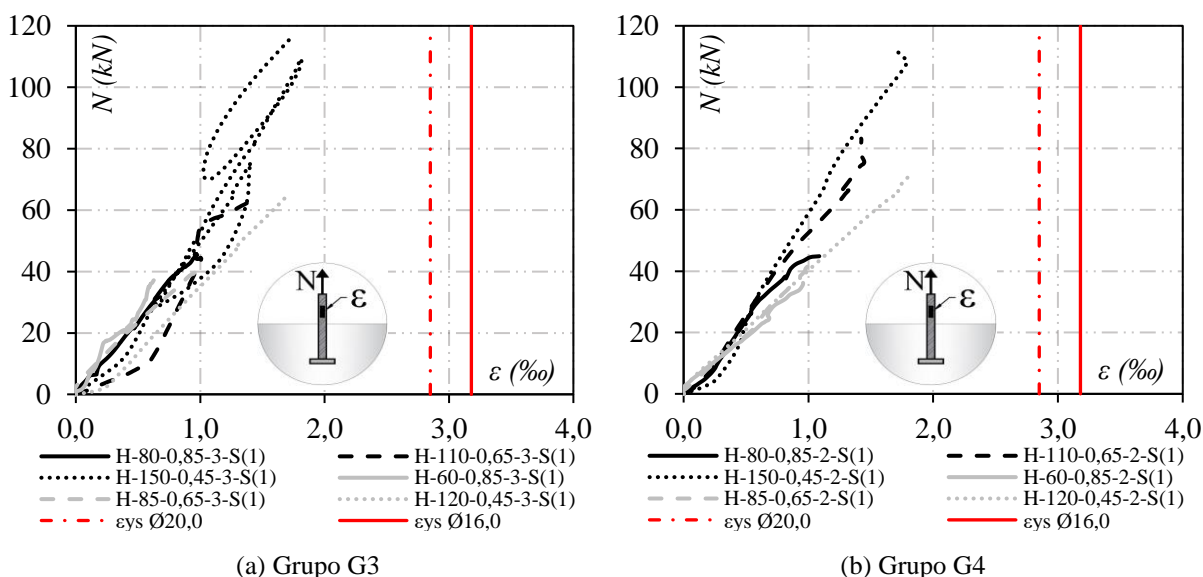 120
100
80
60
40
20
0
N (kN)
N
ε
ε (‰)
0,0 1,0 2,0 3,0 4,0
H-80-0,85-3-S(1) H-110-0,65-3-S(1)
H-150-0,45-3-S(1) H-60-0,85-3-S(1)
H-85-0,65-3-S(1) H-120-0,45-3-S(1)
εys Ø20,0 εys Ø16,0
(a) Grupo G3
120
100
80
60
40
20
0
N (kN)
N
ε
ε (‰)
0,0 1,0 2,0 3,0 4,0
H-80-0,85-2-S(1) H-110-0,65-2-S(1)
H-150-0,45-2-S(1) H-60-0,85-2-S(1)
H-85-0,65-2-S(1) H-120-0,45-2-S(1)
εys Ø20,0 εys Ø16,0
(b) Grupo G4